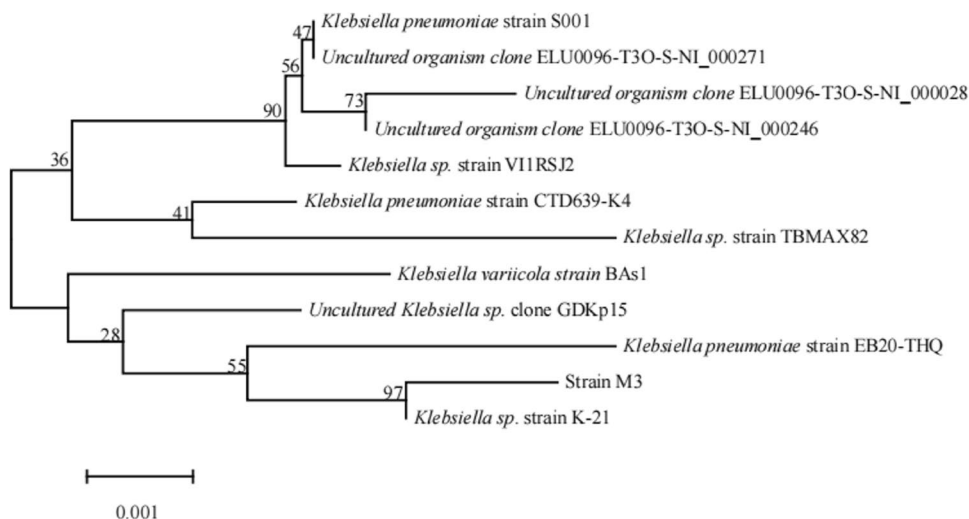 Klebsiella pneumoniae strain S001
47
Uncultured organism clone ELU0096-T3O-S-NI_000271
56
73
Uncultured organism clone ELU0096-T3O-S-NI_000028
90
Uncultured organism clone ELU0096-T3O-S-NI_000246
36
Klebsiella sp. strain VI1RSJ2
Klebsiella pneumoniae strain CTD639-K4
41
Klebsiella sp. strain TBMAX82
Klebsiella variicola strain BAs1
Uncultured Klebsiella sp. clone GDKp15
28
Klebsiella pneumoniae strain EB20-THQ
55
Strain M3
97
Klebsiella sp. strain K-21
0.001